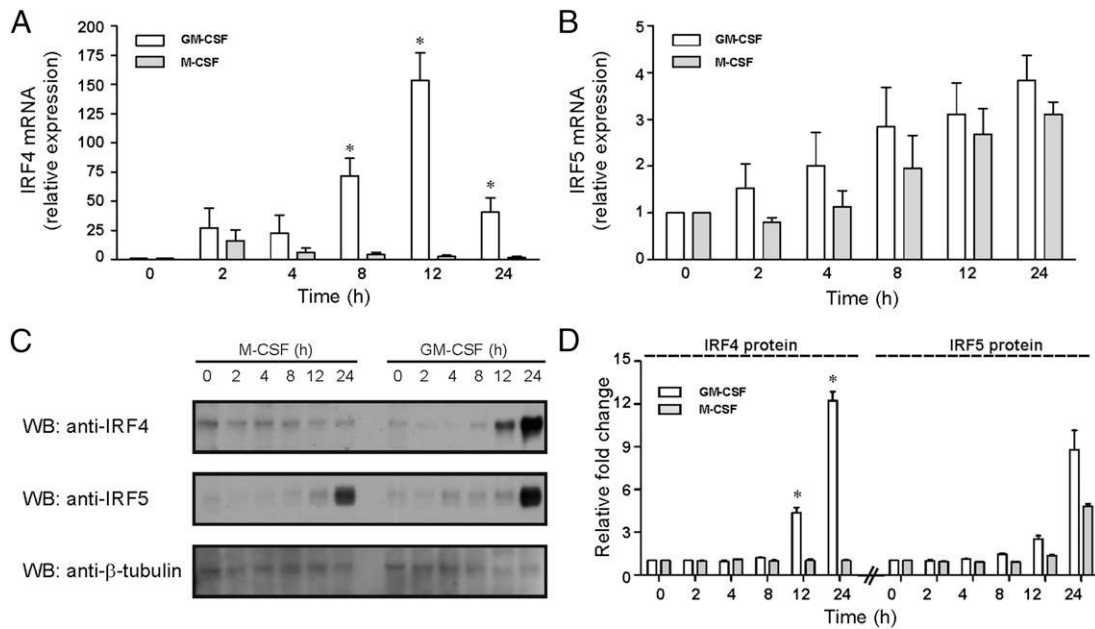 A
IRF4 mRNA
(relative expression)
200
175
150
125
100
75
50
25
0
GM-CSF
M-CSF
*
*
*
0 2 4 8 12 24
Time (h)
B
IRF5 mRNA
(relative expression)
5
4
3
2
1
0
GM-CSF
M-CSF
0 2 4 8 12 24
Time (h)
C
M-CSF (h) GM-CSF (h)
0 2 4 8 12 24 0 2 4 8 12 24
WB: anti-IRF4
WB: anti-IRF5
WB: anti-β-tubulin
D
IRF4 protein IRF5 protein
Relative fold change
15
12
9
6
3
0
GM-CSF
M-CSF
*
*
0 2 4 8 12 24 0 2 4 8 12 24
Time (h)